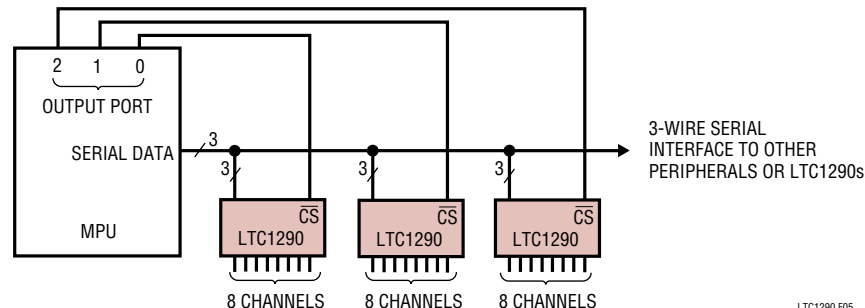 2 1 0
OUTPUT PORT
SERIAL DATA
3
MPU
3
3
3
CS
LTC1290
CS
LTC1290
CS
LTC1290
8 CHANNELS
8 CHANNELS
8 CHANNELS
3-WIRE SERIAL
INTERFACE TO OTHER
PERIPHERALS OR LTC1290s
LTC1290 F05